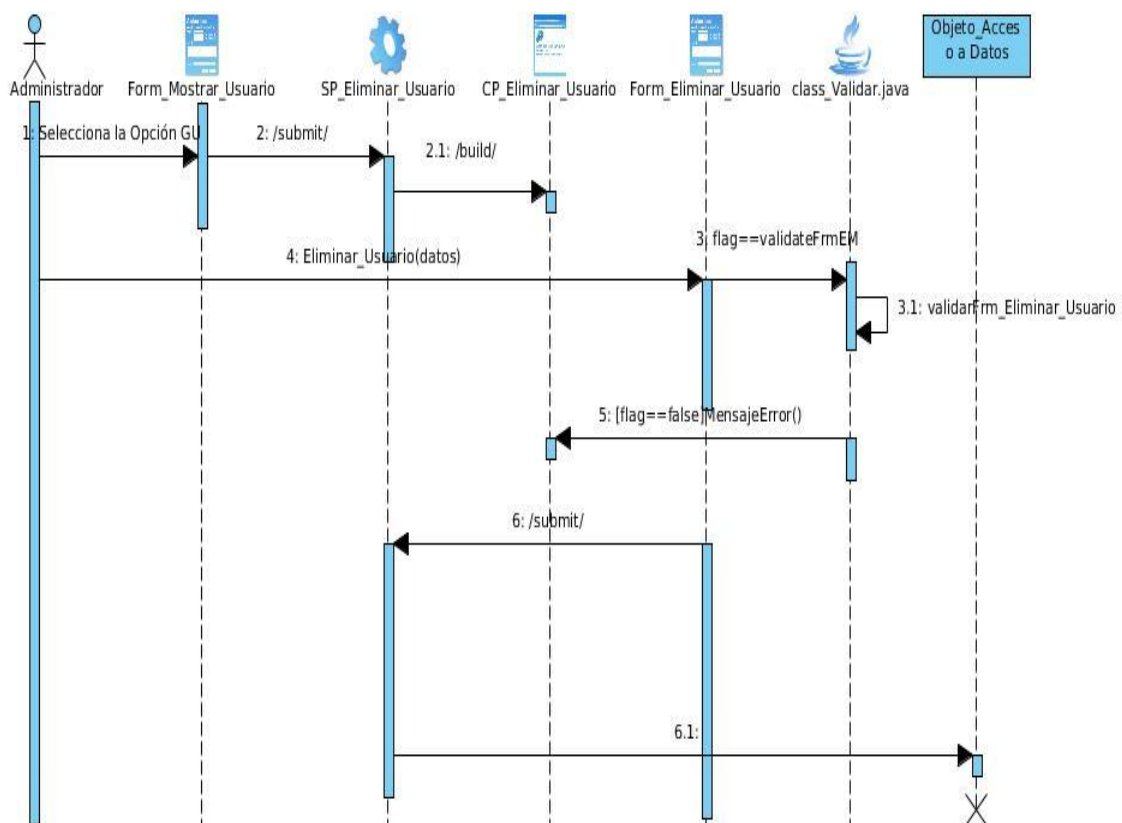 Objeto_Acces
o a Datos
Administrador
Form_Mostrar_Usuario
SP_Eliminar_Usuario
CP_Eliminar_Usuario
Form_Eliminar_Usuario
class_Validar.java
1: Selecciona la Opción GU
2: /submit/
2.1: /build/
3: flag==validateFrmEM
4: Eliminar_Usuario(datos)
3.1: validarFrm_Eliminar_Usuario
5: [flag==false]MensajeError()
6: /submit/
6.1: